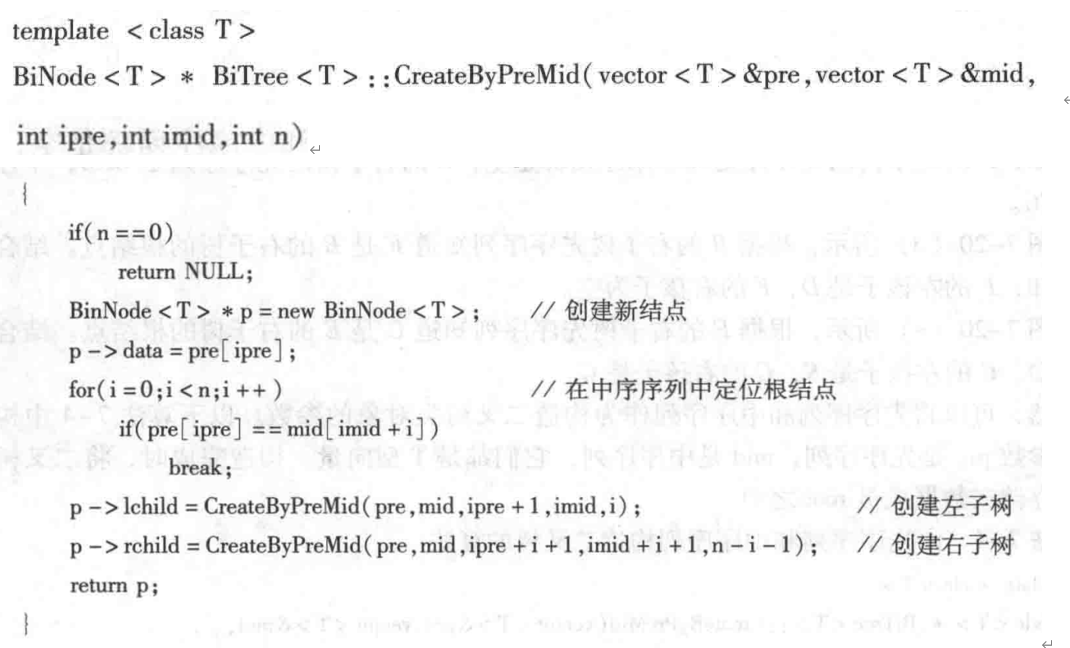 template <class T>
BiNode<T> * BiTree<T>::CreateByPreMid(vector<T>&pre,vector<T>&mid,
int ipre,int imid,int n)
{
if(n==0)
return NULL;
BinNode<T> *p=new BinNode<T>; // 创建新结点
p->data=pre[ipre];
for(i=0;i<n;i++) // 在中序序列中定位根结点
if(pre[ipre]==mid[imid+i])
break;
p->lchild=CreateByPreMid(pre,mid,ipre+1,imid,i); // 创建左子树
p->rchild=CreateByPreMid(pre,mid,ipre+i+1,imid+i+1,n-i-1); // 创建右子树
return p;
}